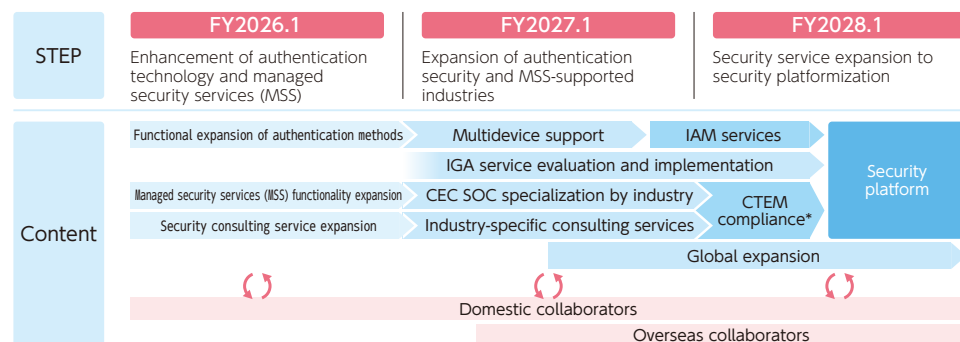 STEP
FY2026.1
Enhancement of authentication
technology and managed
security services (MSS)
FY2027.1
Expansion of authentication
security and MSS-supported
industries
FY2028.1
Security service expansion to
security platformization
Content
Functional expansion of authentication methods
Multidevice support
IAM services
IGA service evaluation and implementation
Managed security services (MSS) functionality expansion
CEC SOC specialization by industry
CTEM
compliance*
Security consulting service expansion
Industry-specific consulting services
Security
platform
Global expansion
Domestic collaborators
Overseas collaborators